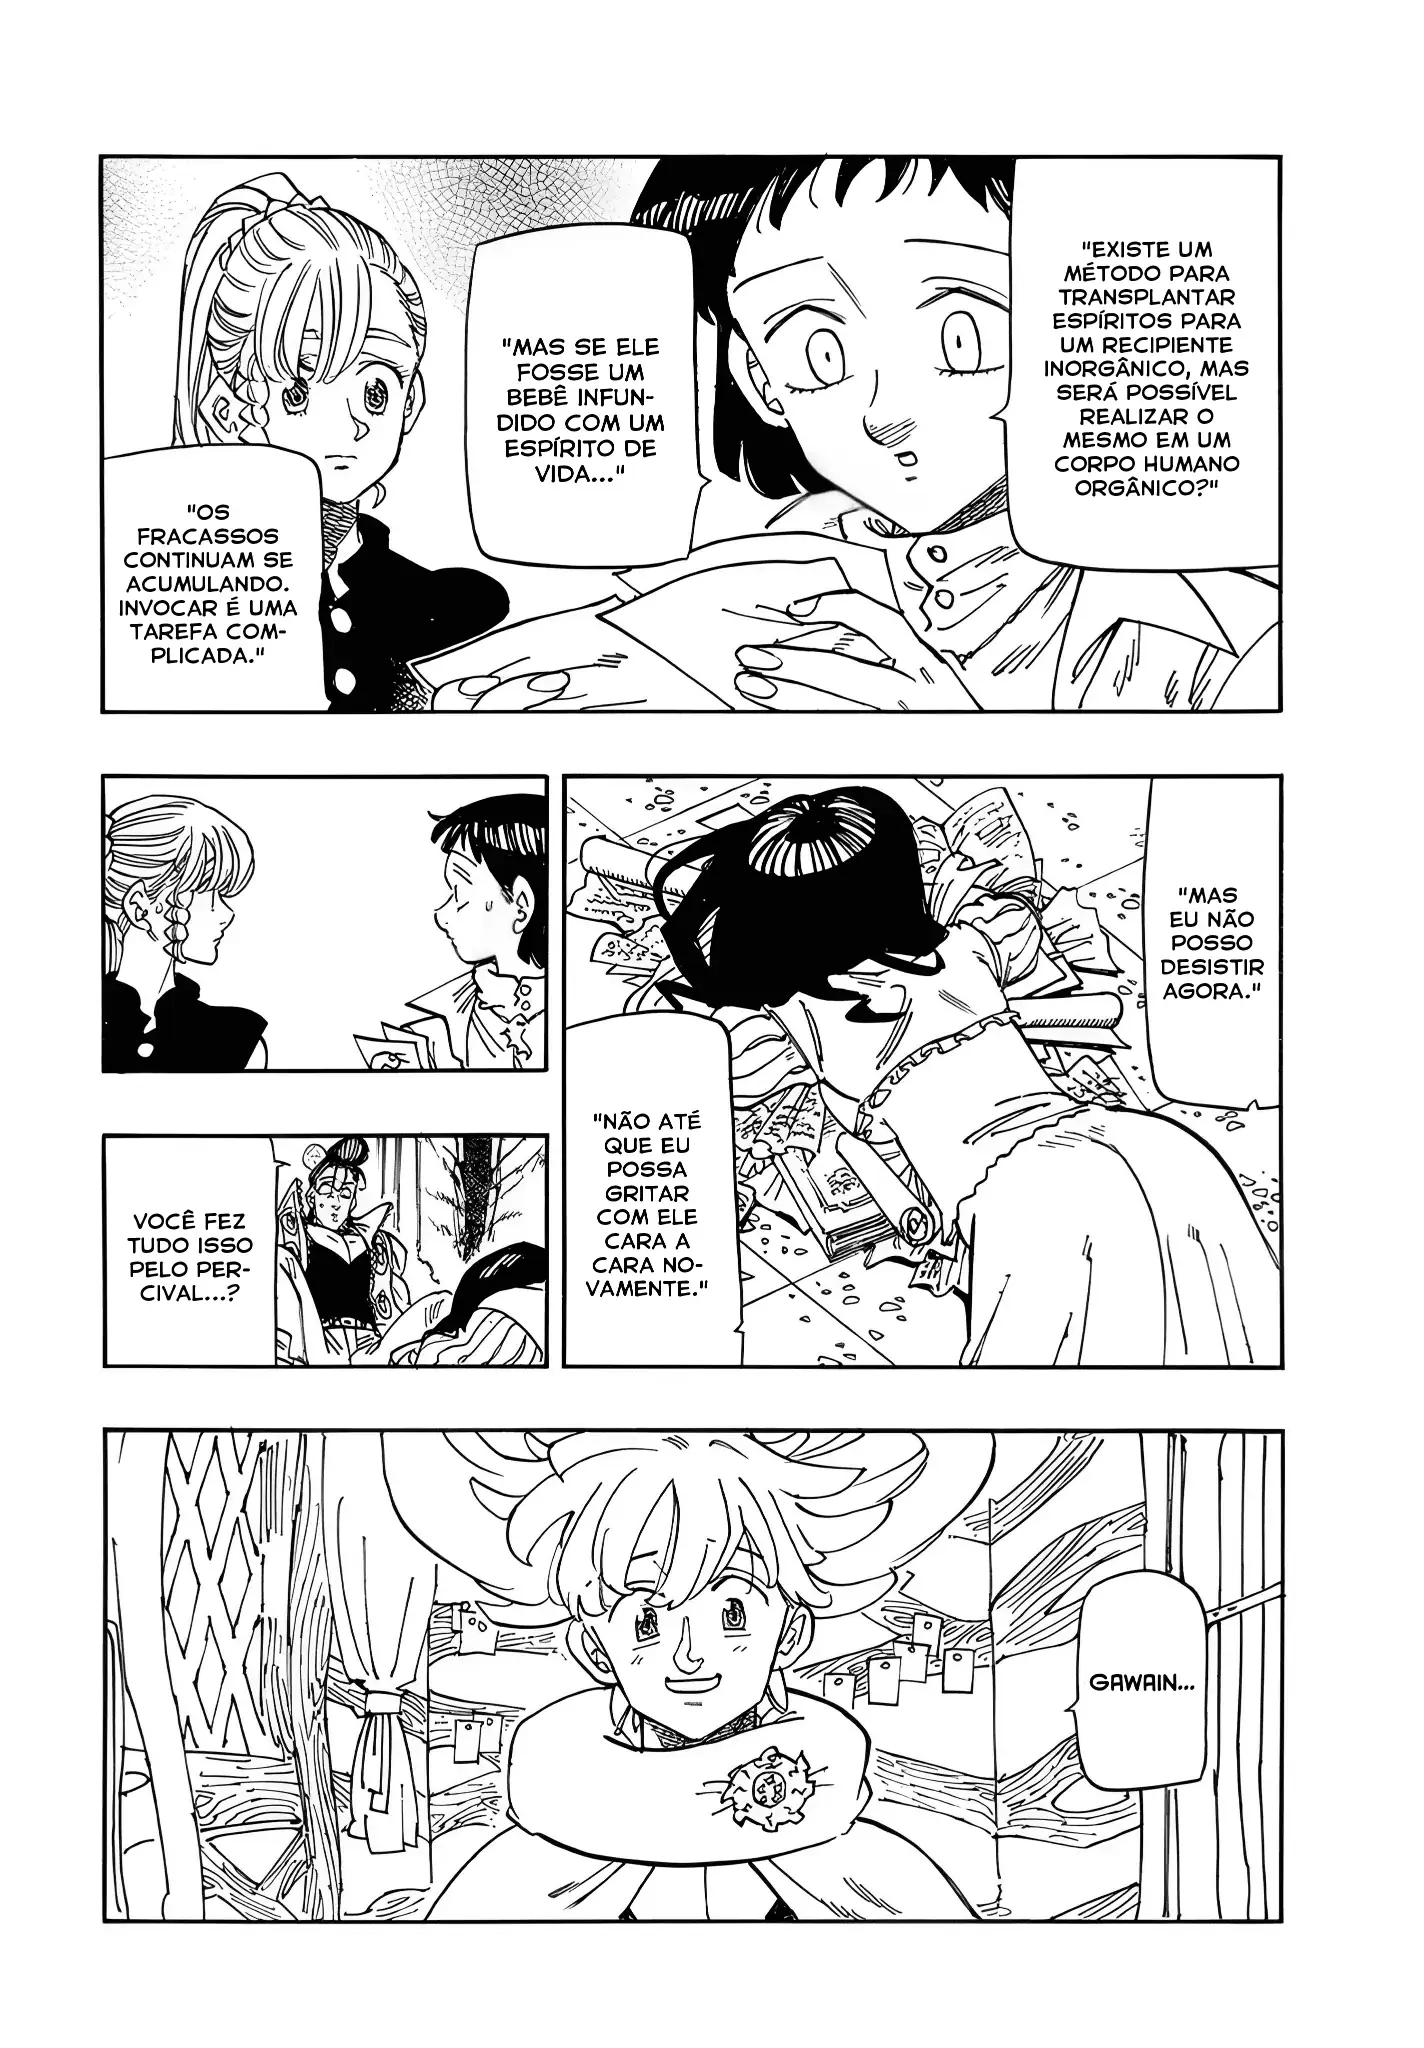 "EXISTE UM
MÉTODO PARA
TRANSPLANTAR
ESPÍRITOS PARA
UM RECIPIENTE
INORGÂNICO, MAS
SERÁ POSSÍVEL
REALIZAR O
MESMO EM UM
CORPO HUMANO
ORGÂNICO?"
"MAS SE ELE
FOSSE UM
BEBÊ INFUN-
DIDO COM UM
ESPÍRITO DE
VIDA..."
"OS
FRACASSOS
CONTINUAM SE
ACUMULANDO.
INVOCAR É UMA
TAREFA COM-
PLICADA."
"MAS
EU NÃO
POSSO
DESISTIR
AGORA."
"NÃO ATÉ
QUE EU
POSSA
GRITAR
COM ELE
CARA A
CARA NO-
VAMENTE."
VOCÊ FEZ
TUDO ISSO
PELO PER-
CIVAL...?
GAWAIN...